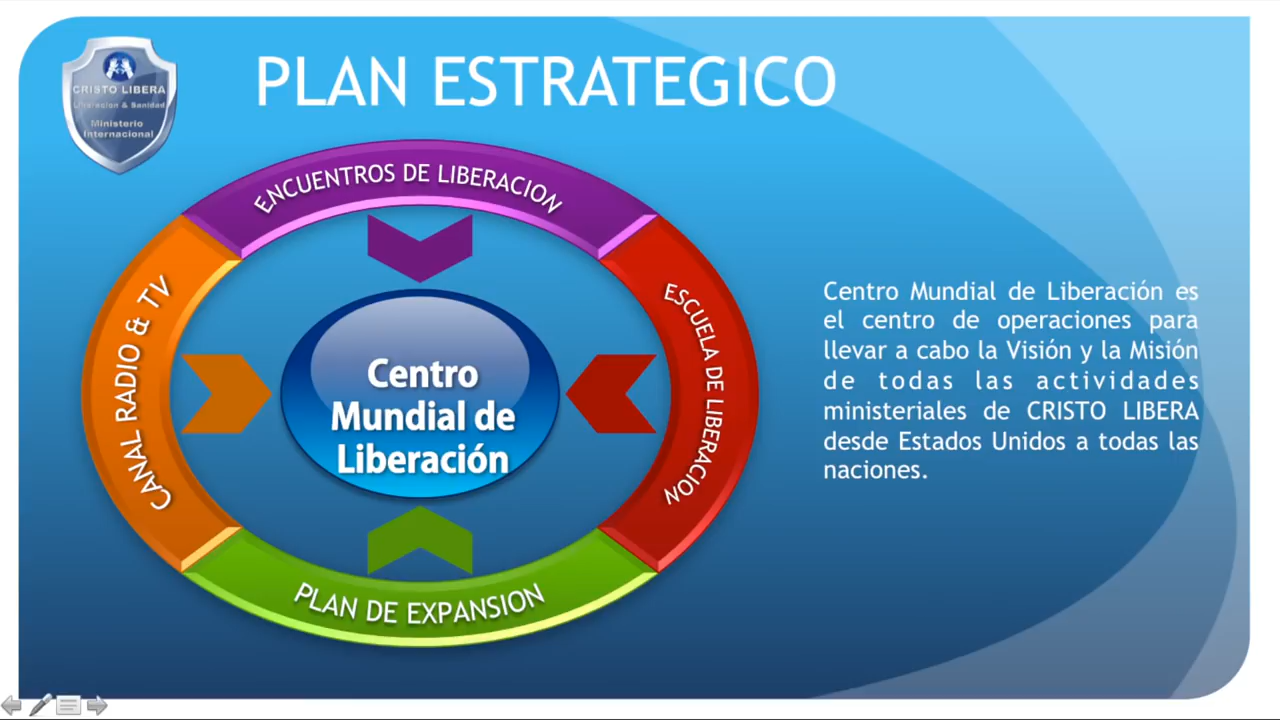 CRISTO LIBERA
Liberacion & Sanidad
Ministerio
Internacional
PLAN ESTRATEGICO
ENCUENTROS DE LIBERACION
CANAL RADIO & TV
ESCUELA DE LIBERACION
PLAN DE EXPANSION
Centro
Mundial de
Liberación
Centro Mundial de Liberación es
el centro de operaciones para
llevar a cabo la Visión y la Misión
de todas las actividades
ministeriales de CRISTO LIBERA
desde Estados Unidos a todas las
naciones.